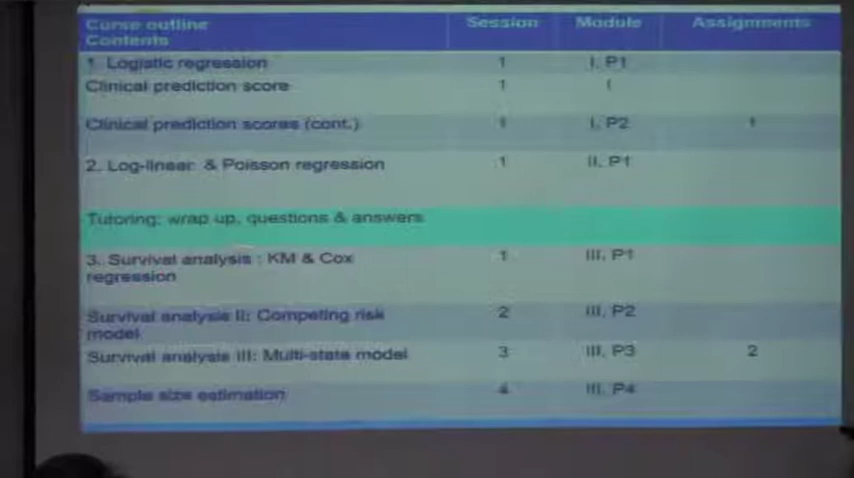 Curse outline Session Module Assignments
Contents
1. Logistic regression 1 I, P1
Clinical prediction score 1 I
Clinical prediction scores (cont.) 1 I, P2 1
2. Log-linear & Poisson regression 1 II, P1
Tutoring: wrap up, questions & answers
3. Survival analysis : KM & Cox 1 III, P1
regression
Survival analysis II: Competing risk 2 III, P2
model
Survival analysis III: Multi-state model 3 III, P3 2
Sample size estimation 4 III, P4